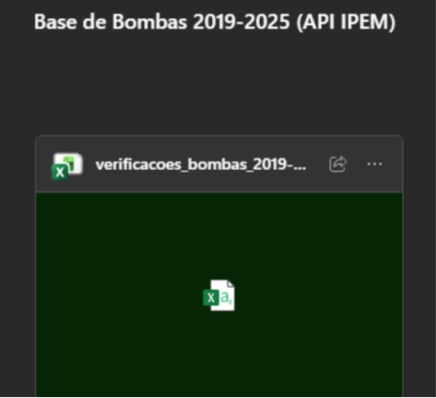 Base de Bombas 2019-2025 (API IPEM)
verificacoes_bombas_2019-...
X
X a,